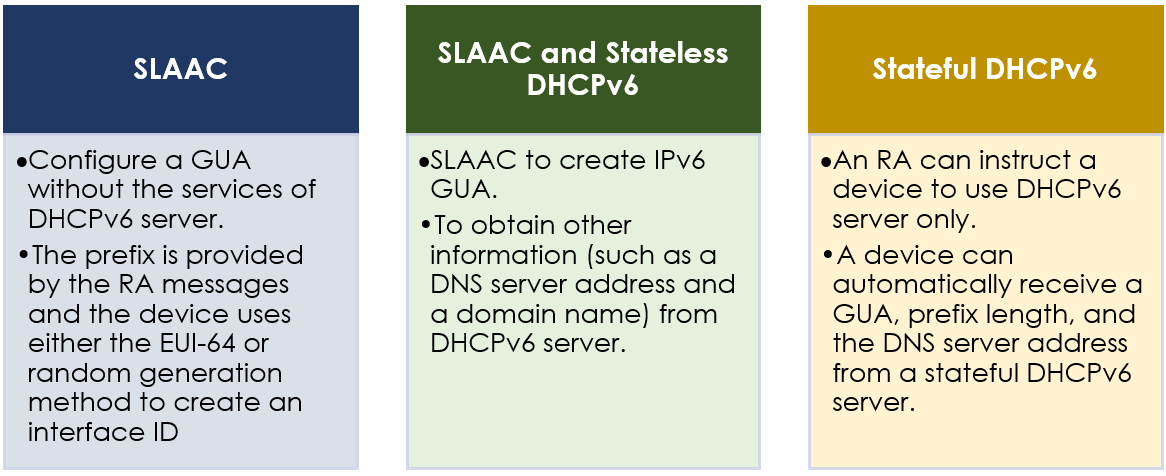 SLAAC
•Configure a GUA
without the services of
DHCPv6 server.
•The prefix is provided
by the RA messages
and the device uses
either the EUI-64 or
random generation
method to create an
interface ID
SLAAC and Stateless
DHCPv6
•SLAAC to create IPv6
GUA.
•To obtain other
information (such as a
DNS server address and
a domain name) from
DHCPv6 server.
Stateful DHCPv6
•An RA can instruct a
device to use DHCPv6
server only.
•A device can
automatically receive a
GUA, prefix length, and
the DNS server address
from a stateful DHCPv6
server.